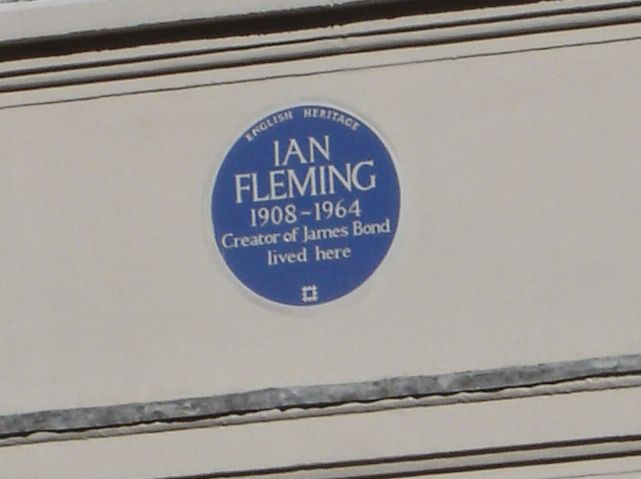 ENGLISH HERITAGE
IAN
FLEMING
1908-1964
Creator of James Bond
lived here